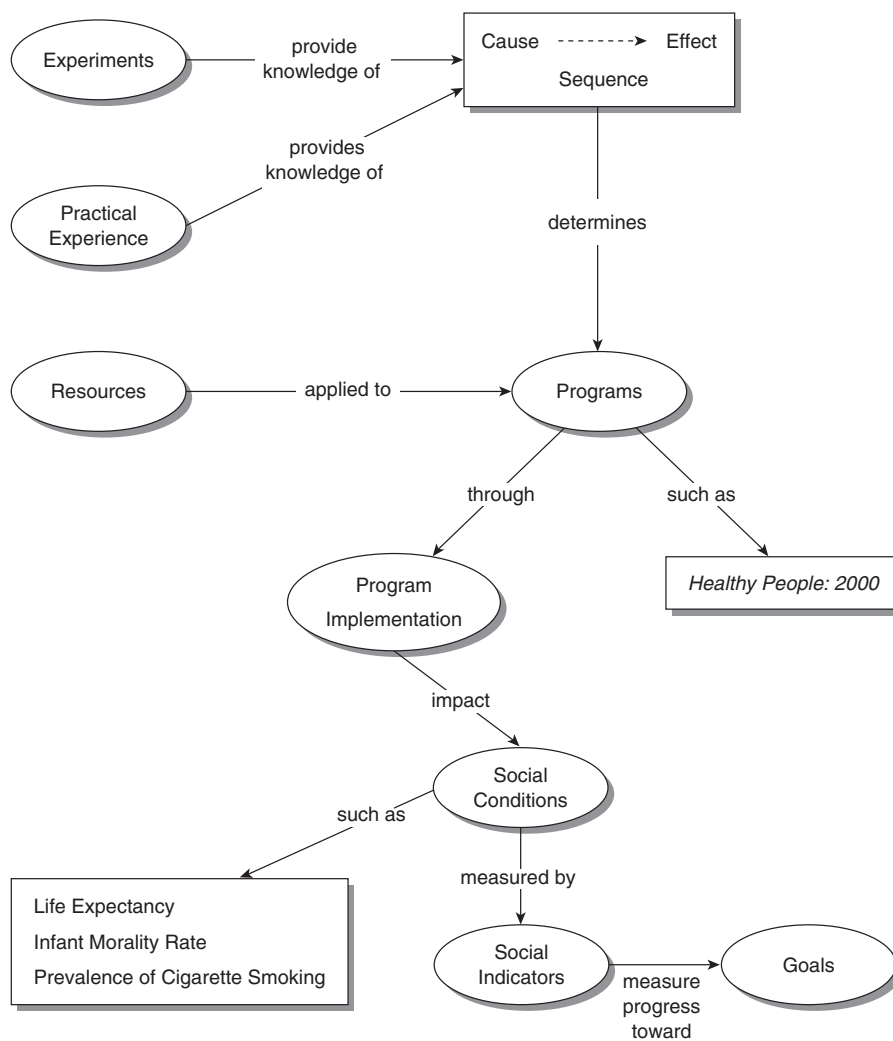 Experiments
provide
knowledge of
Cause Effect
Sequence
Practical
Experience
provides
knowledge of
determines
Resources
applied to
Programs
through
such as
Program
Implementation
Healthy People: 2000
impact
Social
Conditions
such as
measured by
Life Expectancy
Infant Morality Rate
Prevalence of Cigarette Smoking
Social
Indicators
measure
progress
toward
Goals